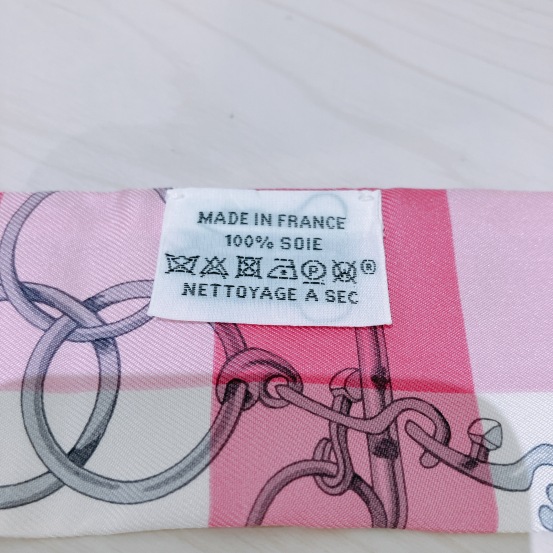 MADE IN FRANCE
100% SOIE
P W ®
NETTOYAGE A SEC